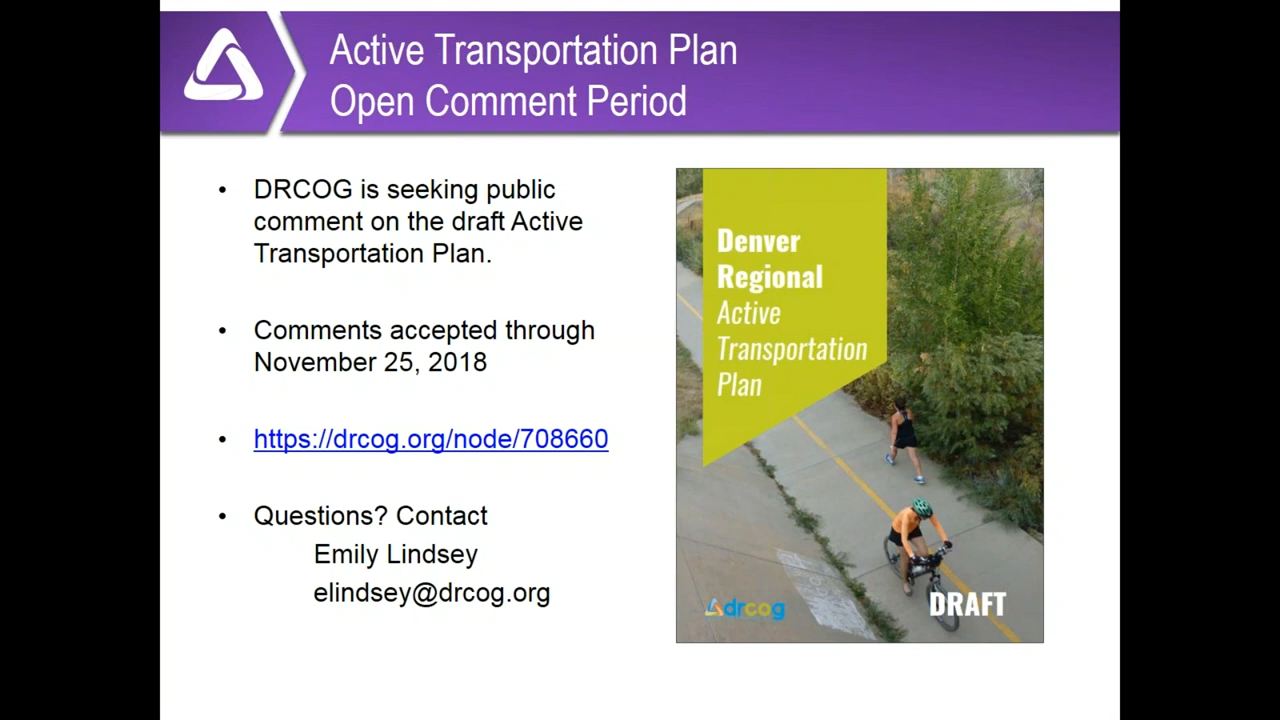 Active Transportation Plan
Open Comment Period
• DRCOG is seeking public
comment on the draft Active
Transportation Plan.
• Comments accepted through
November 25, 2018
• https://drcog.org/node/708660
• Questions? Contact
Emily Lindsey
elindsey@drcog.org
Denver
Regional
Active
Transportation
Plan
drcog
DRAFT